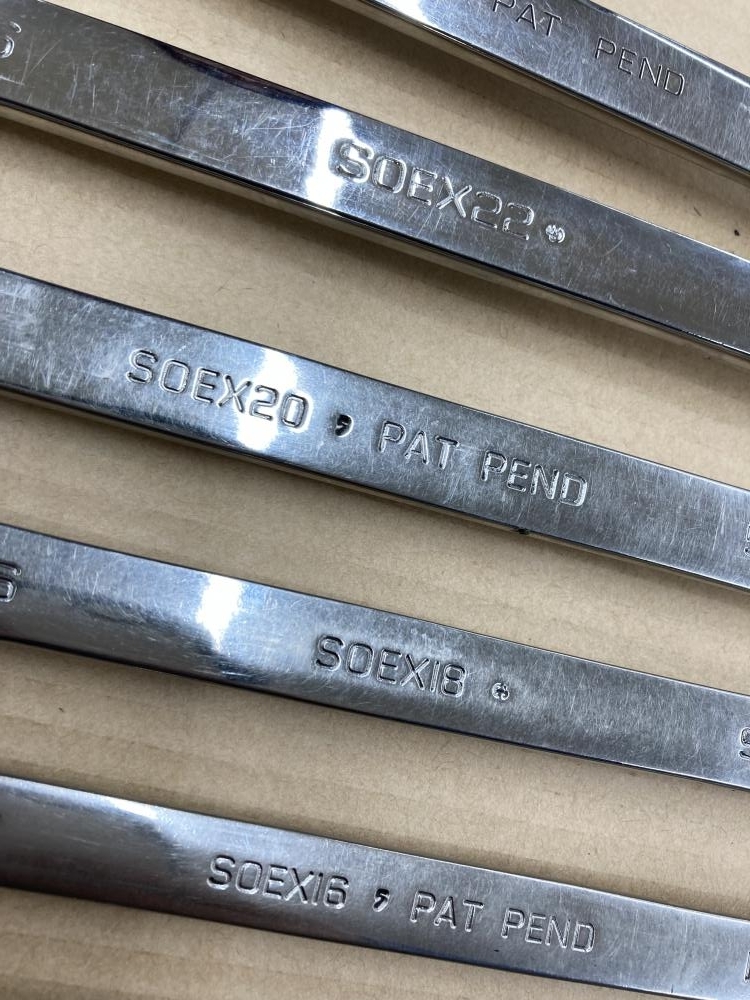 PAT PEND
SOEX22
SOEX20 , PAT PEND
SOEX18
SOEX16 , PAT PEND